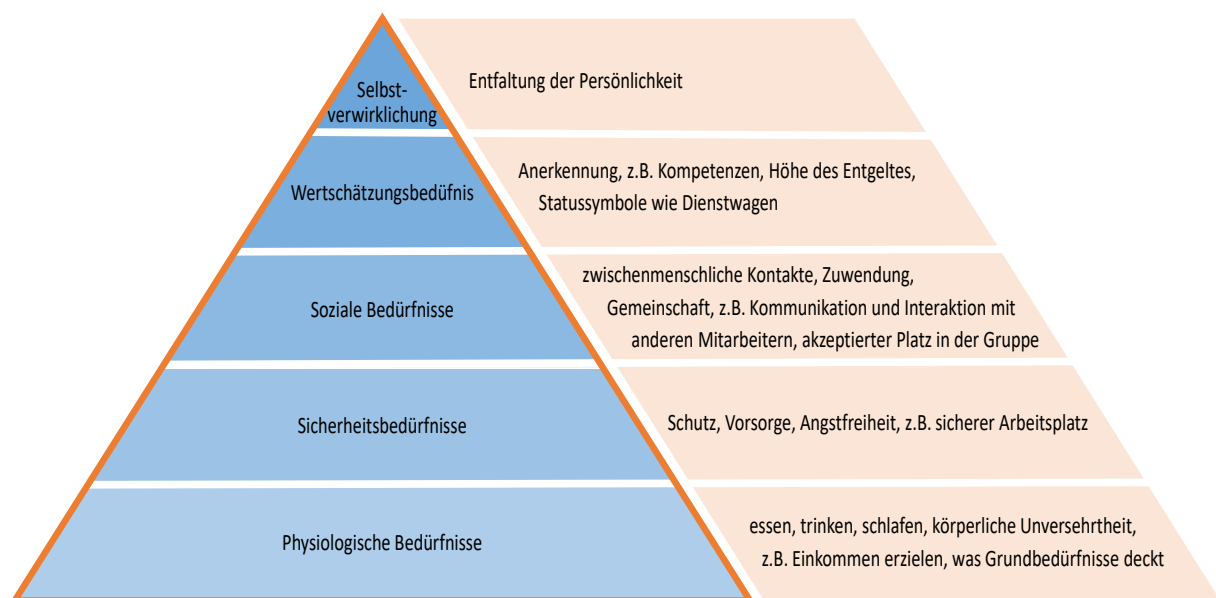 Selbst-
verwirklichung
Entfaltung der Persönlichkeit
Wertschätzungsbedüfnis
Anerkennung, z.B. Kompetenzen, Höhe des Entgeltes,
Statussymbole wie Dienstwagen
Soziale Bedürfnisse
zwischenmenschliche Kontakte, Zuwendung,
Gemeinschaft, z.B. Kommunikation und Interaktion mit
anderen Mitarbeitern, akzeptierter Platz in der Gruppe
Sicherheitsbedürfnisse
Schutz, Vorsorge, Angstfreiheit, z.B. sicherer Arbeitsplatz
Physiologische Bedürfnisse
essen, trinken, schlafen, körperliche Unversehrtheit,
z.B. Einkommen erzielen, was Grundbedürfnisse deckt